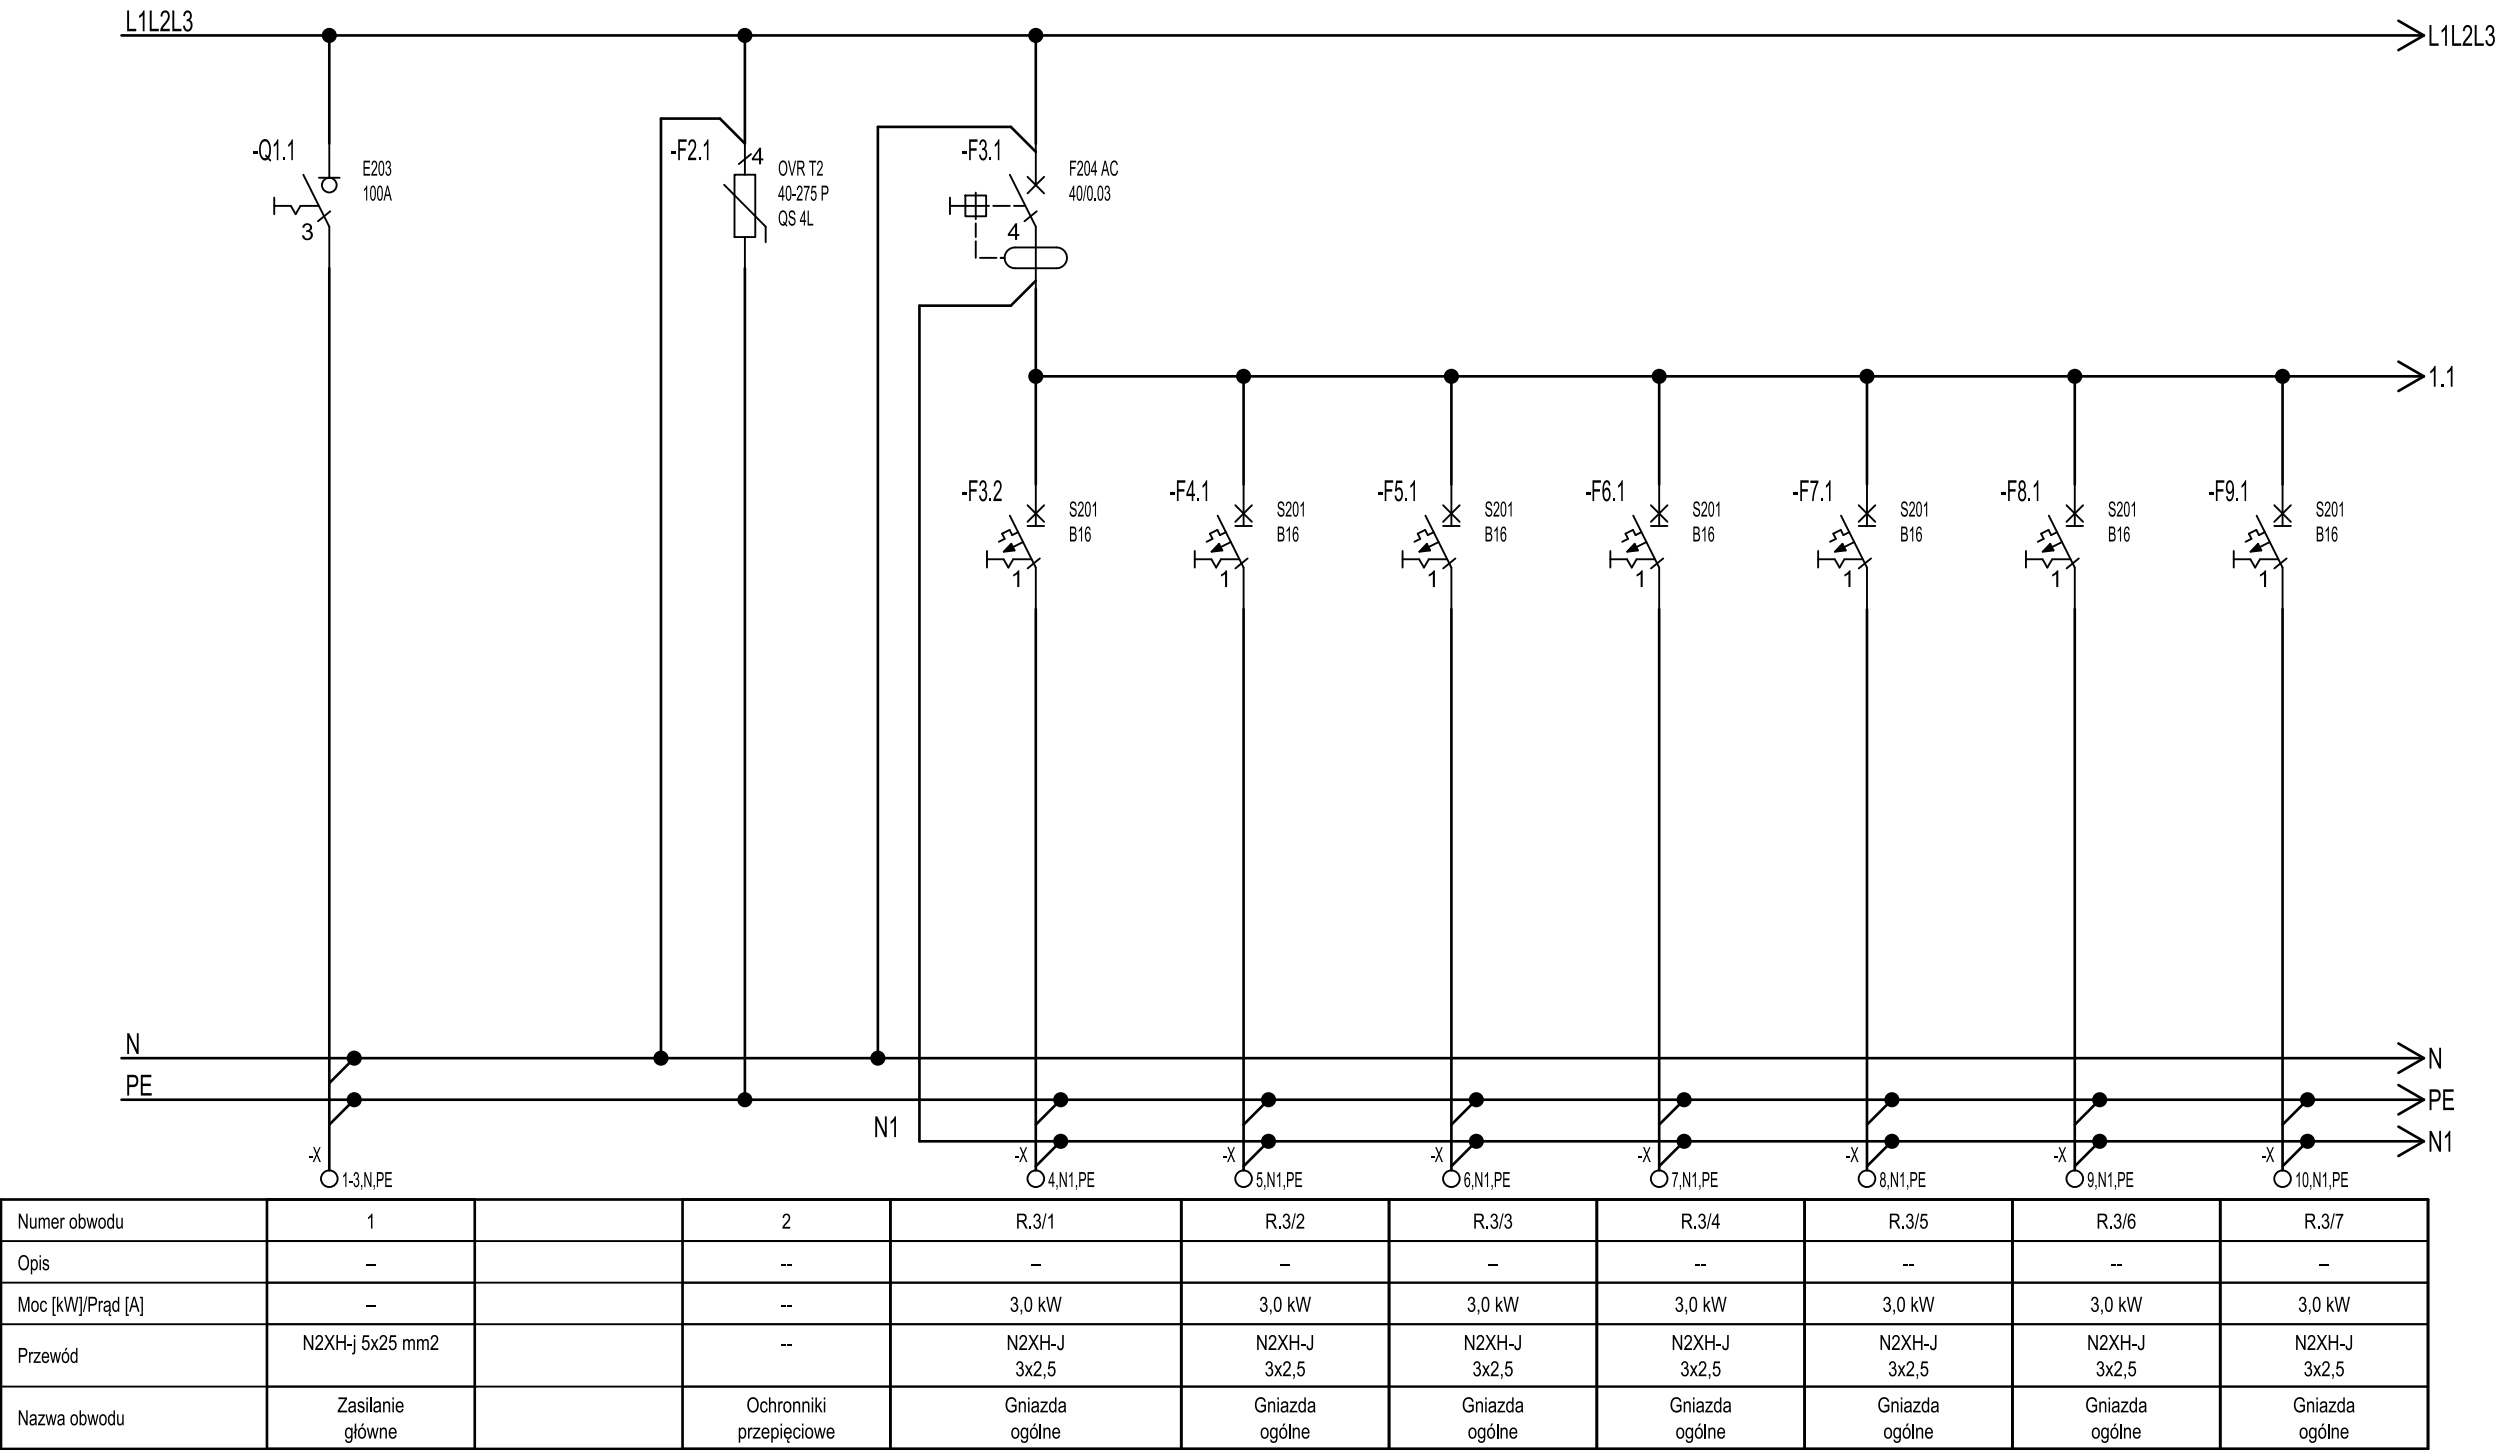 L1L2L3
L1L2L3
-Q1.1
E203
100A
3
-F2.1
4
OVR T2
40-275 P
QS 4L
-F3.1
F204 AC
40/0.03
4
1.1
-F3.2
S201
B16
1
-F4.1
S201
B16
1
-F5.1
S201
B16
1
-F6.1
S201
B16
1
-F7.1
S201
B16
1
-F8.1
S201
B16
1
-F9.1
S201
B16
1
N
N
PE
PE
N1
N1
-X
1-3,N,PE
-X
4,N1,PE
-X
5,N1,PE
-X
6,N1,PE
-X
7,N1,PE
-X
8,N1,PE
-X
9,N1,PE
-X
10,N1,PE
Numer obwodu 1 2 R.3/1 R.3/2 R.3/3 R.3/4 R.3/5 R.3/6 R.3/7
Opis – -- – – – -- -- -- –
Moc [kW]/Prąd [A] – -- 3,0 kW 3,0 kW 3,0 kW 3,0 kW 3,0 kW 3,0 kW 3,0 kW
Przewód N2XH-j 5x25 mm2 -- N2XH-J N2XH-J N2XH-J N2XH-J N2XH-J N2XH-J N2XH-J
3x2,5 3x2,5 3x2,5 3x2,5 3x2,5 3x2,5 3x2,5
Nazwa obwodu Zasilanie Ochronniki Gniazda Gniazda Gniazda Gniazda Gniazda Gniazda Gniazda
główne przepięciowe ogólne ogólne ogólne ogólne ogólne ogólne ogólne